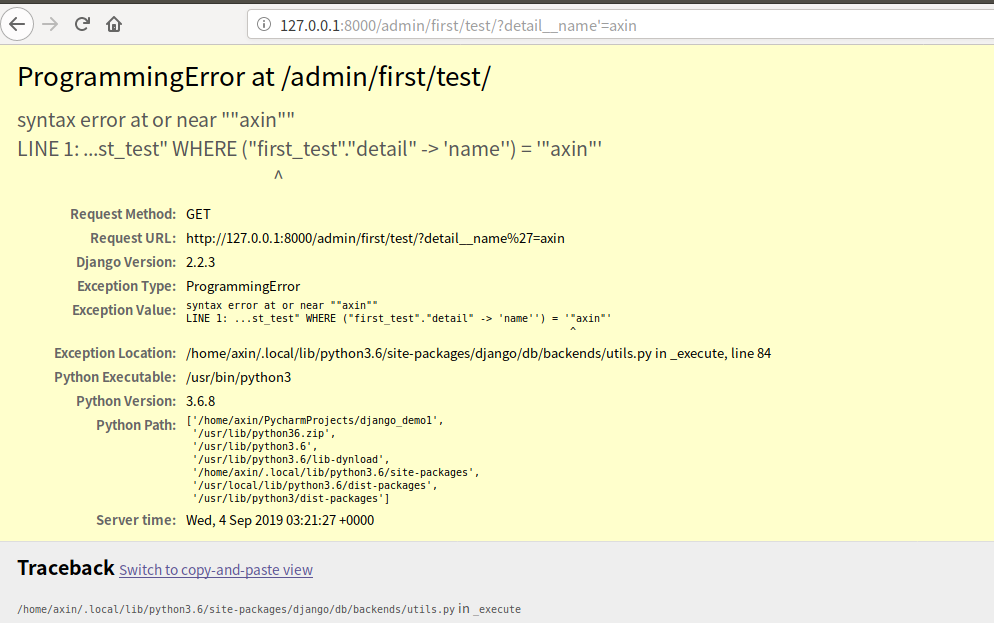 127.0.0.1:8000/admin/first/test/?detail__name'=axin
ProgrammingError at /admin/first/test/
syntax error at or near ""axin""
LINE 1: ...st_test" WHERE ("first_test"."detail" -> 'name'') = '"axin"'
^
Request Method: GET
Request URL: http://127.0.0.1:8000/admin/first/test/?detail__name%27=axin
Django Version: 2.2.3
Exception Type: ProgrammingError
Exception Value: syntax error at or near ""axin""
LINE 1: ...st_test" WHERE ("first_test"."detail" -> 'name'') = '"axin"'
^
Exception Location: /home/axin/.local/lib/python3.6/site-packages/django/db/backends/utils.py in _execute, line 84
Python Executable: /usr/bin/python3
Python Version: 3.6.8
Python Path: ['/home/axin/PycharmProjects/django_demo1',
'/usr/lib/python36.zip',
'/usr/lib/python3.6',
'/usr/lib/python3.6/lib-dynload',
'/home/axin/.local/lib/python3.6/site-packages',
'/usr/local/lib/python3.6/dist-packages',
'/usr/lib/python3/dist-packages']
Server time: Wed, 4 Sep 2019 03:21:27 +0000
Traceback Switch to copy-and-paste view
/home/axin/.local/lib/python3.6/site-packages/django/db/backends/utils.py in _execute